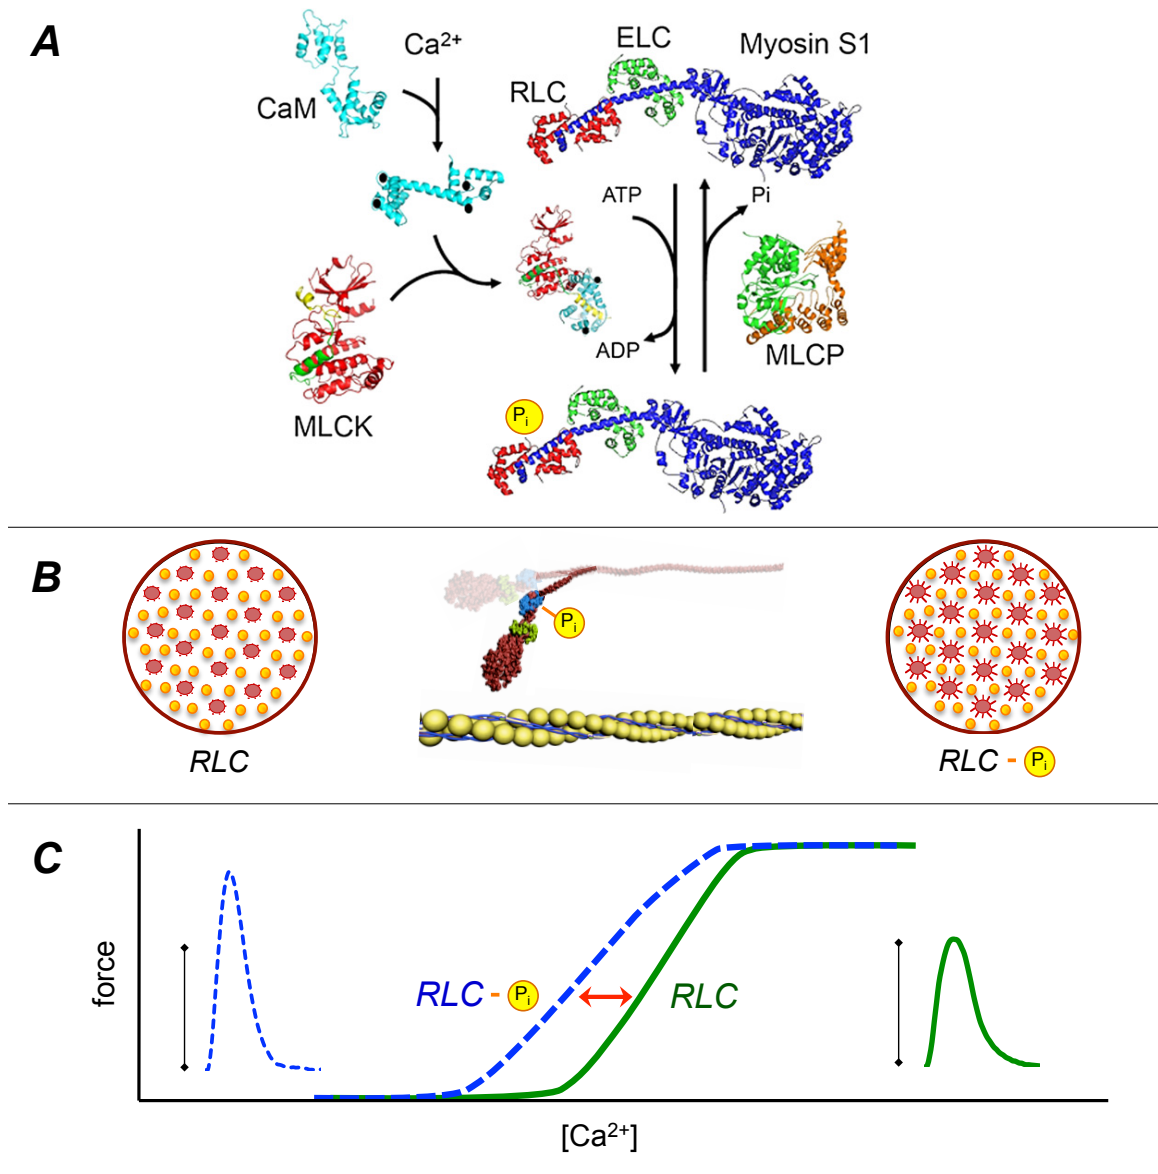 A
CaM
Ca²⁺
ELC
Myosin S1
RLC
ATP
Pi
ADP
MLCK
MLCP
Pᵢ
B
Pᵢ
RLC
RLC - Pᵢ
C
force
RLC - Pᵢ
RLC
[Ca²⁺]